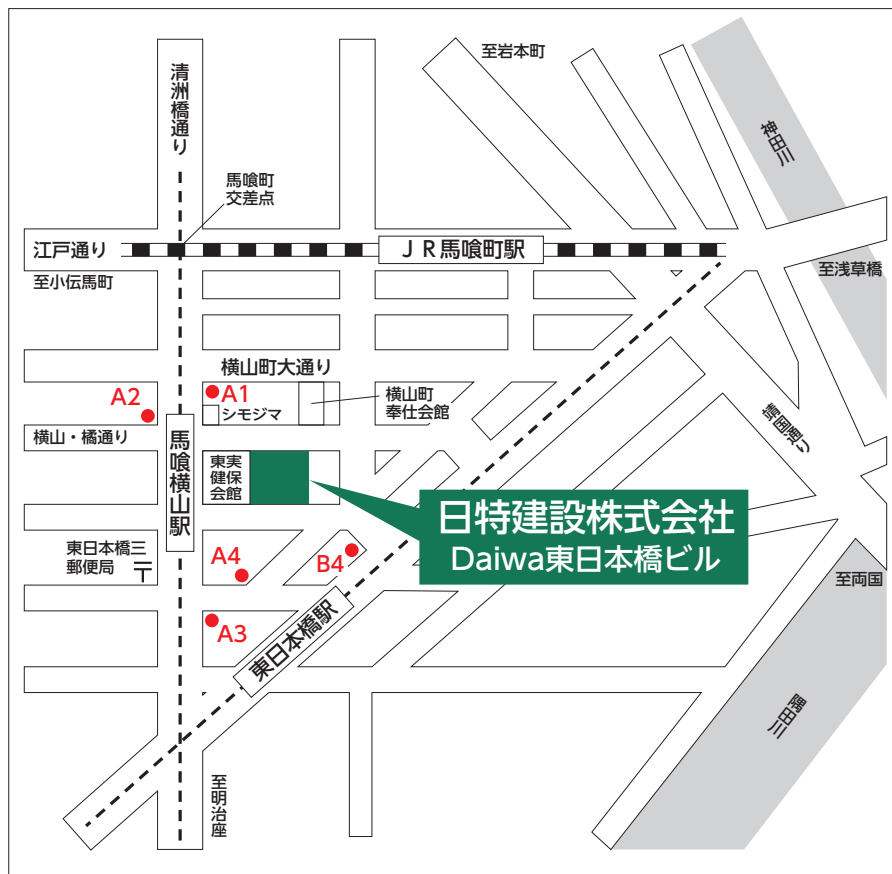 至岩本町
清洲橋通り
神田川
馬喰町
交差点
江戸通り
JR馬喰町駅
至小伝馬町
至浅草橋
横山町大通り
A2
A1
シモジマ
横山町
奉仕会館
靖国通り
横山・橘通り
馬喰横山駅
東実
健保
会館
日特建設株式会社
Daiwa東日本橋ビル
東日本橋三
郵便局
〒
A4
B4
至両国
A3
東日本橋駅
隅田川
至明治座